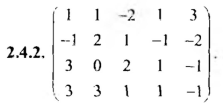 1 1 -2 1 3
-1 2 1 -1 -2
2.4.2.
3 0 2 1 -1
3 3 1 1 -1
.